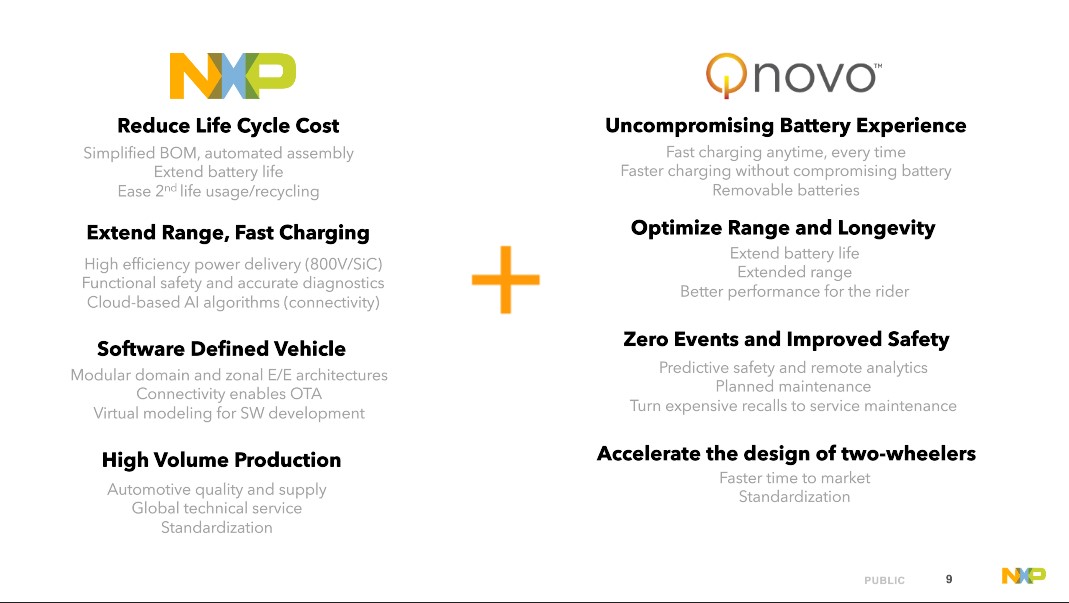 NXP
Reduce Life Cycle Cost
Simplified BOM, automated assembly
Extend battery life
Ease 2nd life usage/recycling
Extend Range, Fast Charging
High efficiency power delivery (800V/SiC)
Functional safety and accurate diagnostics
Cloud-based AI algorithms (connectivity)
Software Defined Vehicle
Modular domain and zonal E/E architectures
Connectivity enables OTA
Virtual modeling for SW development
High Volume Production
Automotive quality and supply
Global technical service
Standardization
+
Qnovo™
Uncompromising Battery Experience
Fast charging anytime, every time
Faster charging without compromising battery
Removable batteries
Optimize Range and Longevity
Extend battery life
Extended range
Better performance for the rider
Zero Events and Improved Safety
Predictive safety and remote analytics
Planned maintenance
Turn expensive recalls to service maintenance
Accelerate the design of two-wheelers
Faster time to market
Standardization
PUBLIC 9 NXP